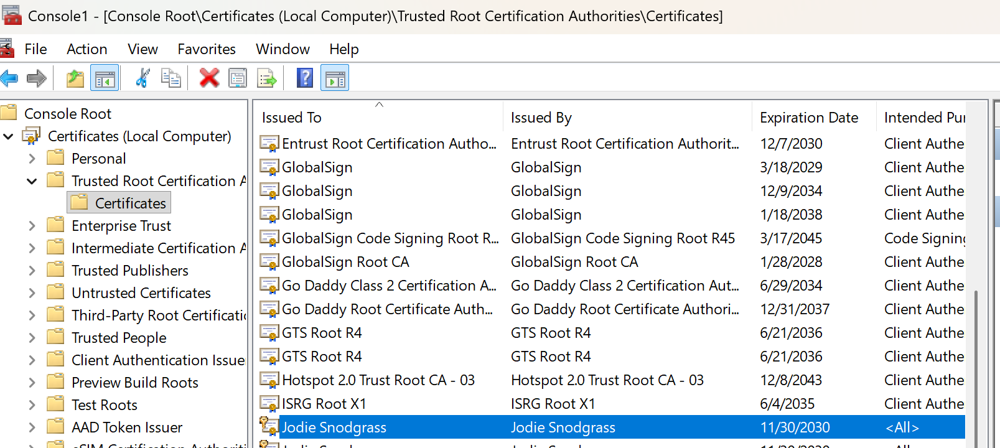 Console1 - [Console Root\Certificates (Local Computer)\Trusted Root Certification Authorities\Certificates]
File Action View Favorites Window Help
Console Root
Certificates (Local Computer)
Personal
Trusted Root Certification A
Certificates
Enterprise Trust
Intermediate Certification A
Trusted Publishers
Untrusted Certificates
Third-Party Root Certificatio
Trusted People
Client Authentication Issue
Preview Build Roots
Test Roots
AAD Token Issuer
eSIM Certification Authoriti
Issued To Issued By Expiration Date Intended Pur
Entrust Root Certification Autho... Entrust Root Certification Authorit... 12/7/2030 Client Authe
GlobalSign GlobalSign 3/18/2029 Client Authe
GlobalSign GlobalSign 12/9/2034 Client Authe
GlobalSign GlobalSign 1/18/2038 Client Authe
GlobalSign Code Signing Root R... GlobalSign Code Signing Root R45 3/17/2045 Code Signing
GlobalSign Root CA GlobalSign Root CA 1/28/2028 Client Authe
Go Daddy Class 2 Certification A... Go Daddy Class 2 Certification Aut... 6/29/2034 Client Authe
Go Daddy Root Certificate Auth... Go Daddy Root Certificate Authori... 12/31/2037 Client Authe
GTS Root R4 GTS Root R4 6/21/2036 Client Authe
GTS Root R4 GTS Root R4 6/21/2036 Client Authe
Hotspot 2.0 Trust Root CA - 03 Hotspot 2.0 Trust Root CA - 03 12/8/2043 Client Authe
ISRG Root X1 ISRG Root X1 6/4/2035 Client Authe
Jodie Snodgrass Jodie Snodgrass 11/30/2030 <All>